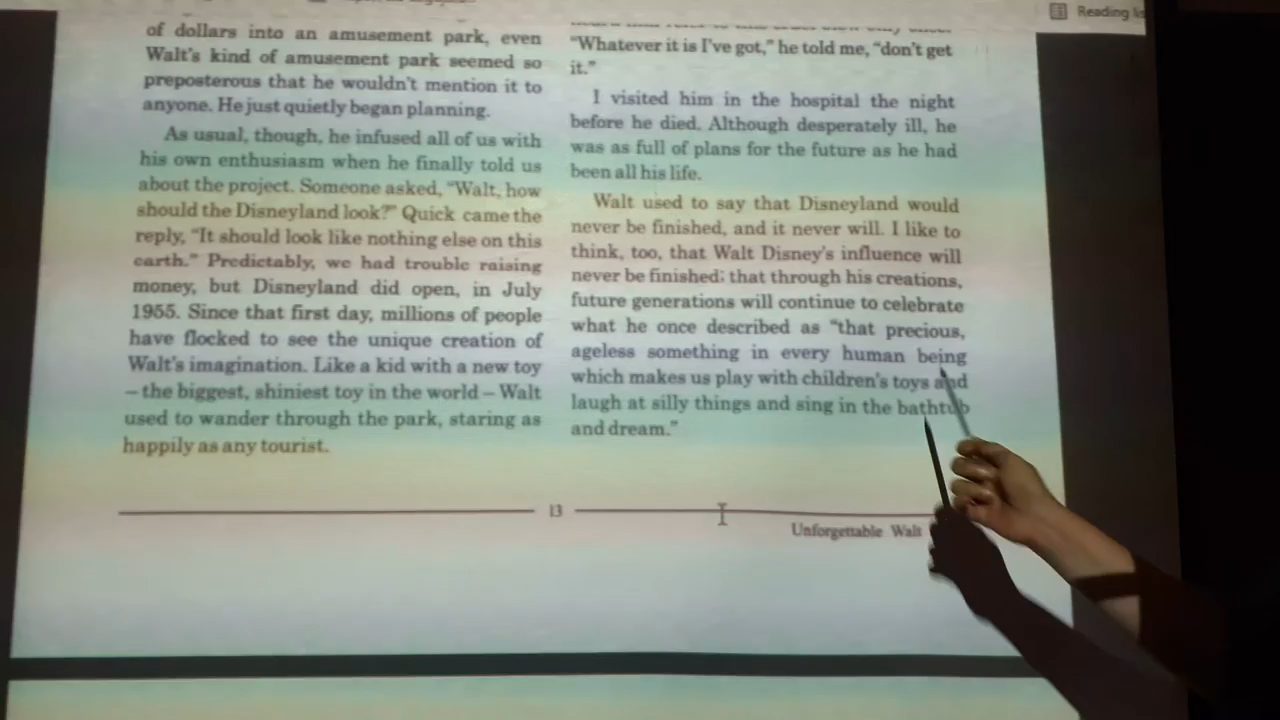 Reading
of dollars into an amusement park, even
Walt's kind of amusement park seemed so
preposterous that he wouldn't mention it to
anyone. He just quietly began planning.
As usual, though, he infused all of us with
his own enthusiasm when he finally told us
about the project. Someone asked, "Walt, how
should the Disneyland look?" Quick came the
reply, "It should look like nothing else on this
earth." Predictably, we had trouble raising
money, but Disneyland did open, in July
1955. Since that first day, millions of people
have flocked to see the unique creation of
Walt's imagination. Like a kid with a new toy
– the biggest, shiniest toy in the world – Walt
used to wander through the park, staring as
happily as any tourist.
"Whatever it is I've got," he told me, "don't get
it."
I visited him in the hospital the night
before he died. Although desperately ill, he
was as full of plans for the future as he had
been all his life.
Walt used to say that Disneyland would
never be finished, and it never will. I like to
think, too, that Walt Disney's influence will
never be finished; that through his creations,
future generations will continue to celebrate
what he once described as "that precious,
ageless something in every human being
which makes us play with children's toys and
laugh at silly things and sing in the bathtub
and dream."
13
Unforgettable Walt